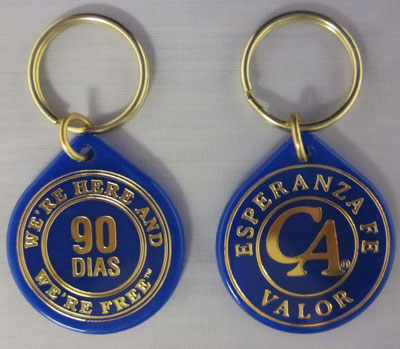 WE'RE HERE AND
90
DIAS
WE'RE FREE™
ESPERANZA FE
CA®
VALOR